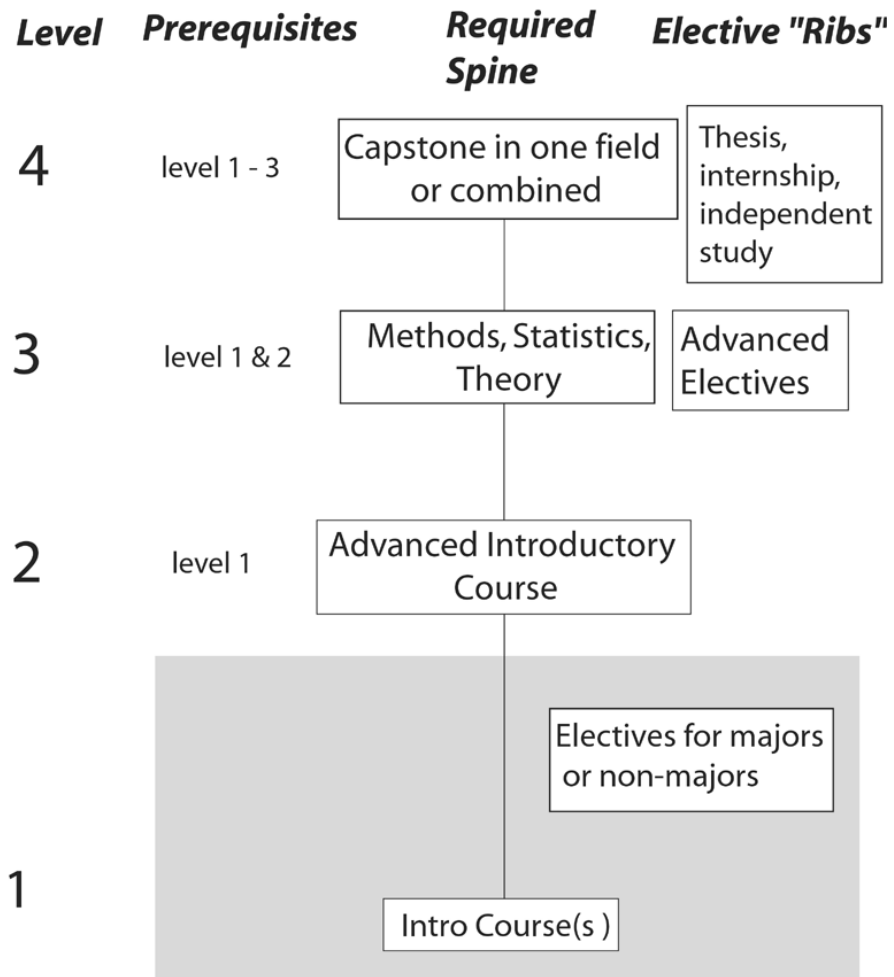 Level
Prerequisites
Required
Spine
Elective "Ribs"
4
level 1 - 3
Capstone in one field
or combined
Thesis,
internship,
independent
study
3
level 1 & 2
Methods, Statistics,
Theory
Advanced
Electives
2
level 1
Advanced Introductory
Course
Electives for majors
or non-majors
1
Intro Course(s )